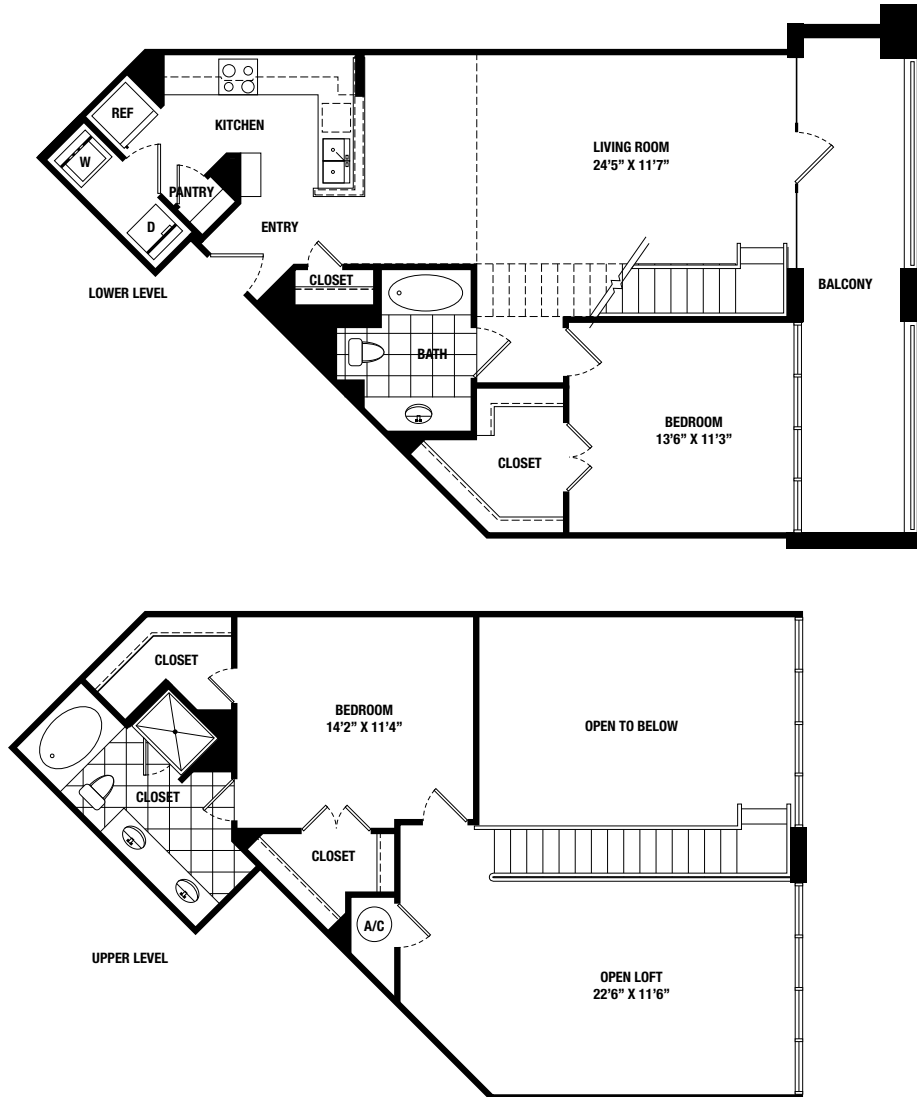 REF
KITCHEN
W
PANTRY
D
ENTRY
LIVING ROOM
24’5” X 11’7”
CLOSET
BALCONY
LOWER LEVEL
BATH
BEDROOM
13’6” X 11’3”
CLOSET
CLOSET
BEDROOM
14’2” X 11’4”
OPEN TO BELOW
CLOSET
CLOSET
A/C
UPPER LEVEL
OPEN LOFT
22’6” X 11’6”